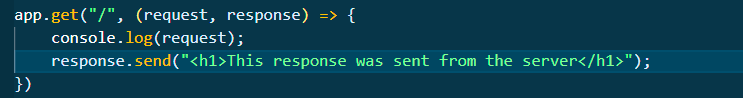 app.get("/", (request, response) => {
    console.log(request);
    response.send("<h1>This response was sent from the server</h1>");
})